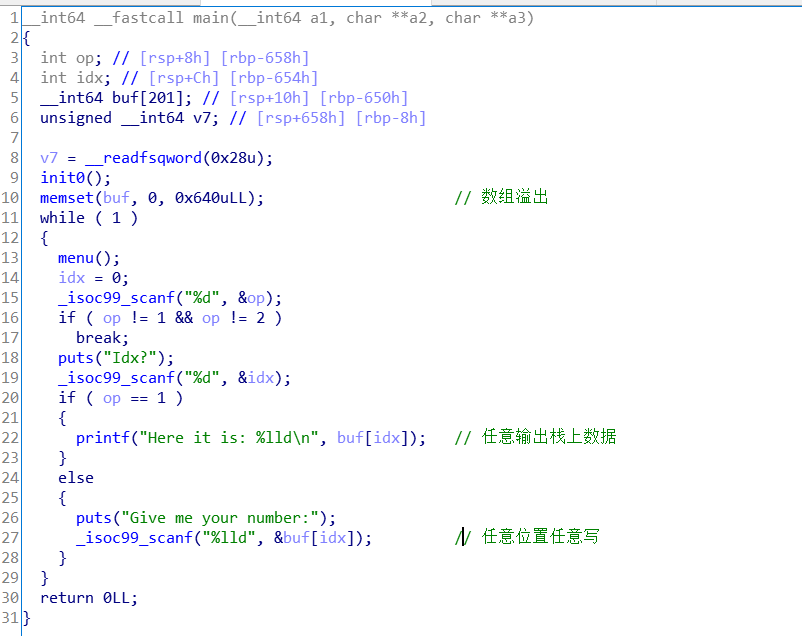 1 __int64 __fastcall main(__int64 a1, char **a2, char **a3)
2 {
3 int op; // [rsp+8h] [rbp-658h]
4 int idx; // [rsp+Ch] [rbp-654h]
5 __int64 buf[201]; // [rsp+10h] [rbp-650h]
6 unsigned __int64 v7; // [rsp+658h] [rbp-8h]
7
8 v7 = __readfsqword(0x28u);
9 init0();
10 memset(buf, 0, 0x640uLL); // 数组溢出
11 while ( 1 )
12 {
13 menu();
14 idx = 0;
15 _isoc99_scanf("%d", &op);
16 if ( op != 1 && op != 2 )
17 break;
18 puts("Idx?");
19 _isoc99_scanf("%d", &idx);
20 if ( op == 1 )
21 {
22 printf("Here it is: %lld\n", buf[idx]); // 任意输出栈上数据
23 }
24 else
25 {
26 puts("Give me your number:");
27 _isoc99_scanf("%lld", &buf[idx]); // 任意位置任意写
28 }
29 }
30 return 0LL;
31 }